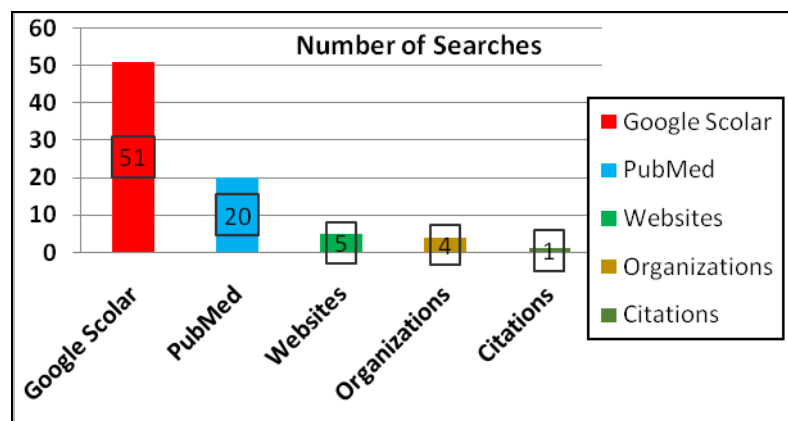 Number of Searches
60
50
40
30
20
10
0
51
20
5
4
1
Google Scolar
PubMed
Websites
Organizations
Citations
Google Scolar
PubMed
Websites
Organizations
Citations